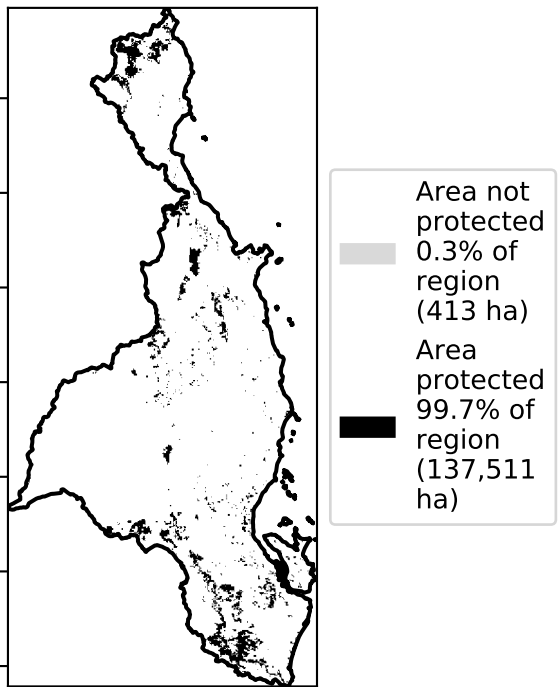 Area not
protected
0.3% of
region
(413 ha)
Area
protected
99.7% of
region
(137,511
ha)